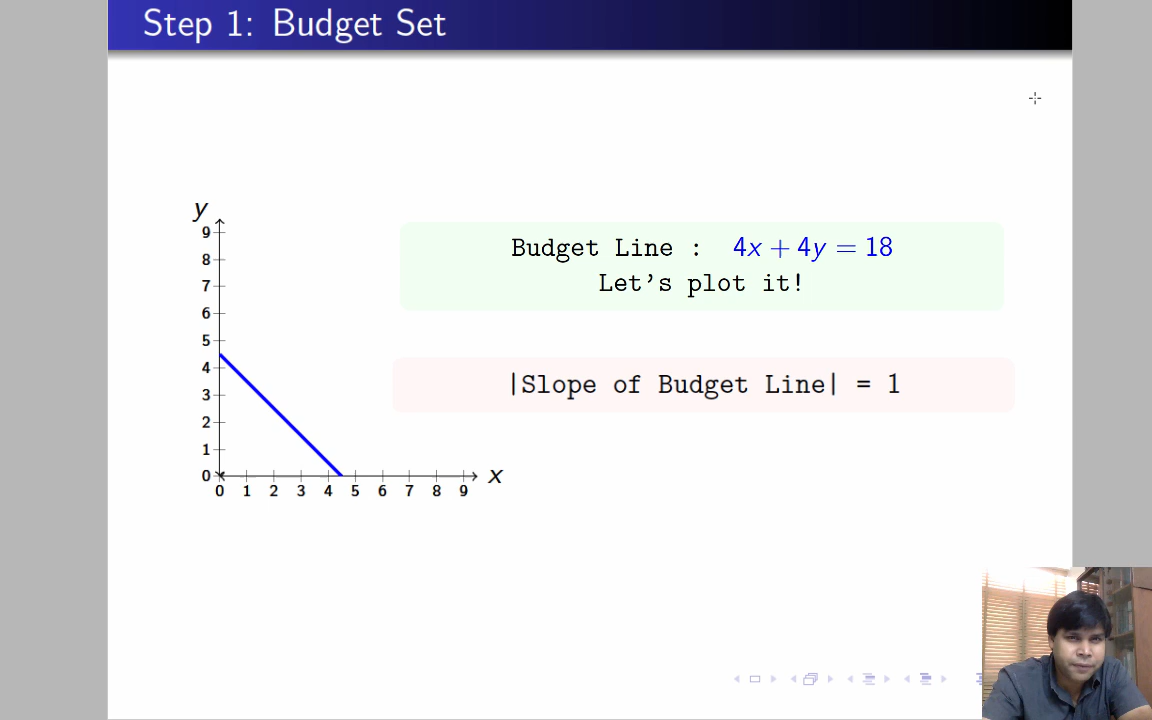 Step 1: Budget Set
y
9
8
7
6
5
4
3
2
1
0
0 1 2 3 4 5 6 7 8 9
x
Budget Line : 4x + 4y = 18
Let's plot it!
|Slope of Budget Line| = 1